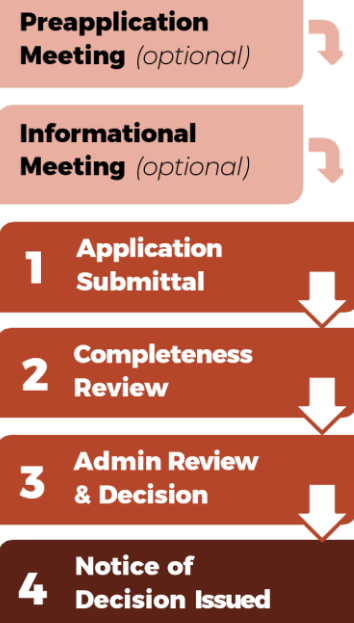 Preapplication
Meeting (optional)
Informational
Meeting (optional)
1 Application
Submittal
2 Completeness
Review
3 Admin Review
& Decision
4 Notice of
Decision Issued